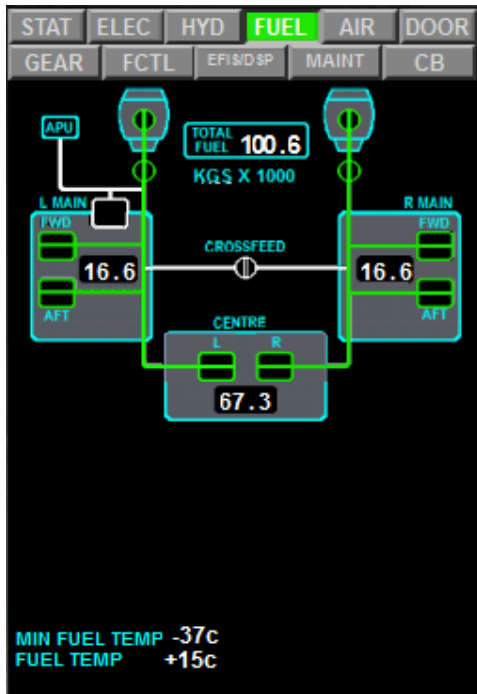 STAT ELEC HYD FUEL AIR DOOR
GEAR FCTL EFIS/DSP MAINT CB
APU
TOTAL FUEL 100.6
KGS X 1000
L MAIN
R MAIN
FWD
FWD
CROSSFEED
16.6
16.6
AFT
AFT
CENTRE
L R
67.3
MIN FUEL TEMP -37c
FUEL TEMP +15c